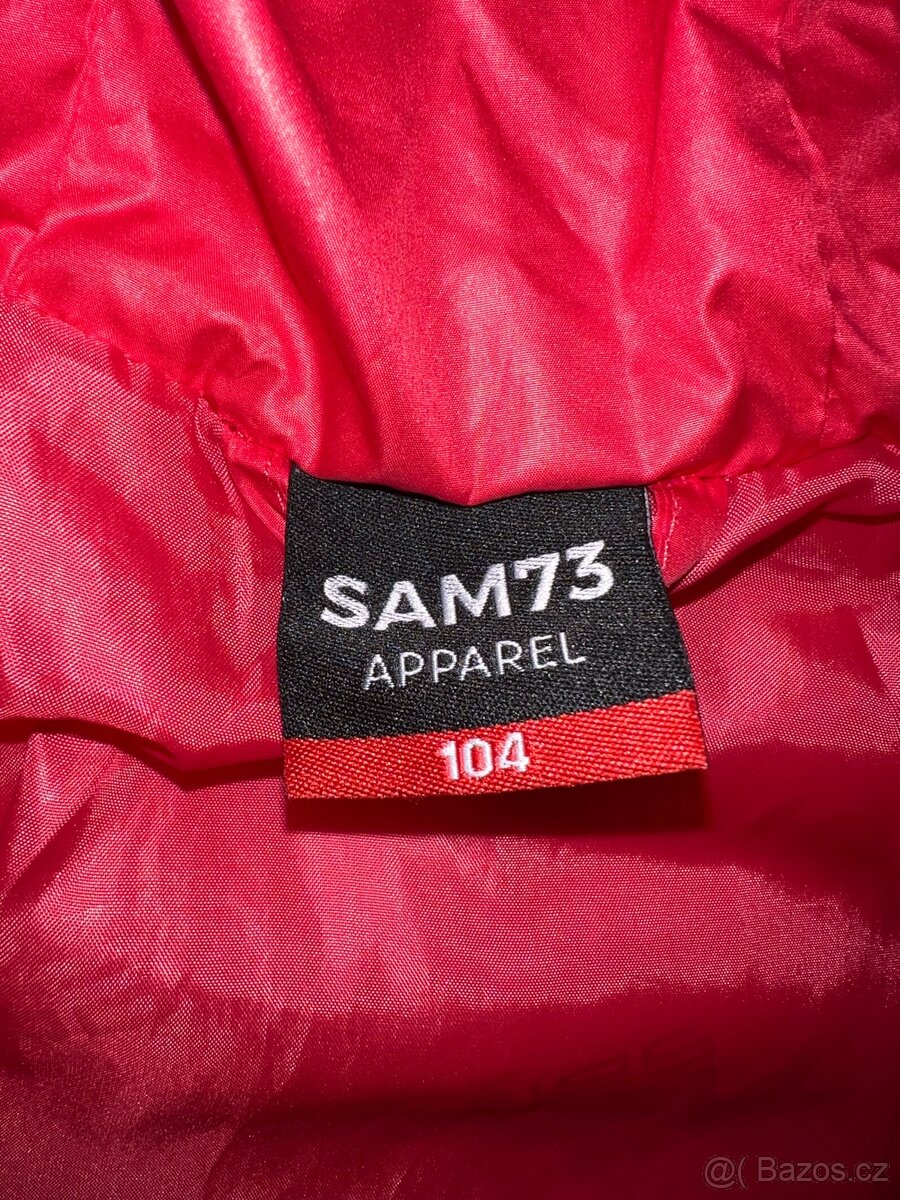 SAM73
APPAREL
104
@( Bazos.cz